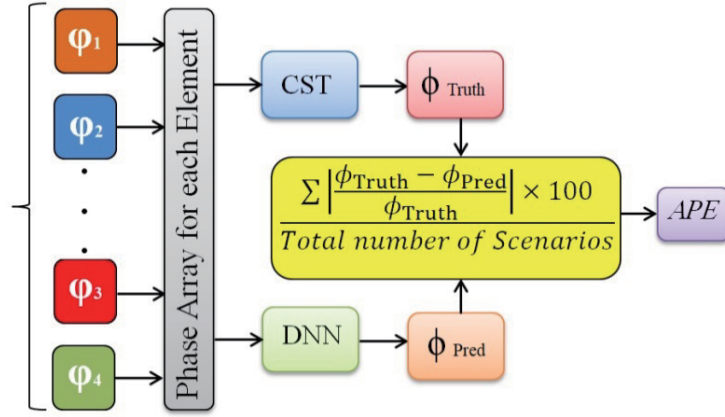 φ1
φ2
φ3
φ4
Phase Array for each Element
CST
ϕ Truth
∑ |(ϕTruth − ϕPred)/ϕTruth| × 100
Total number of Scenarios
APE
DNN
ϕ Pred